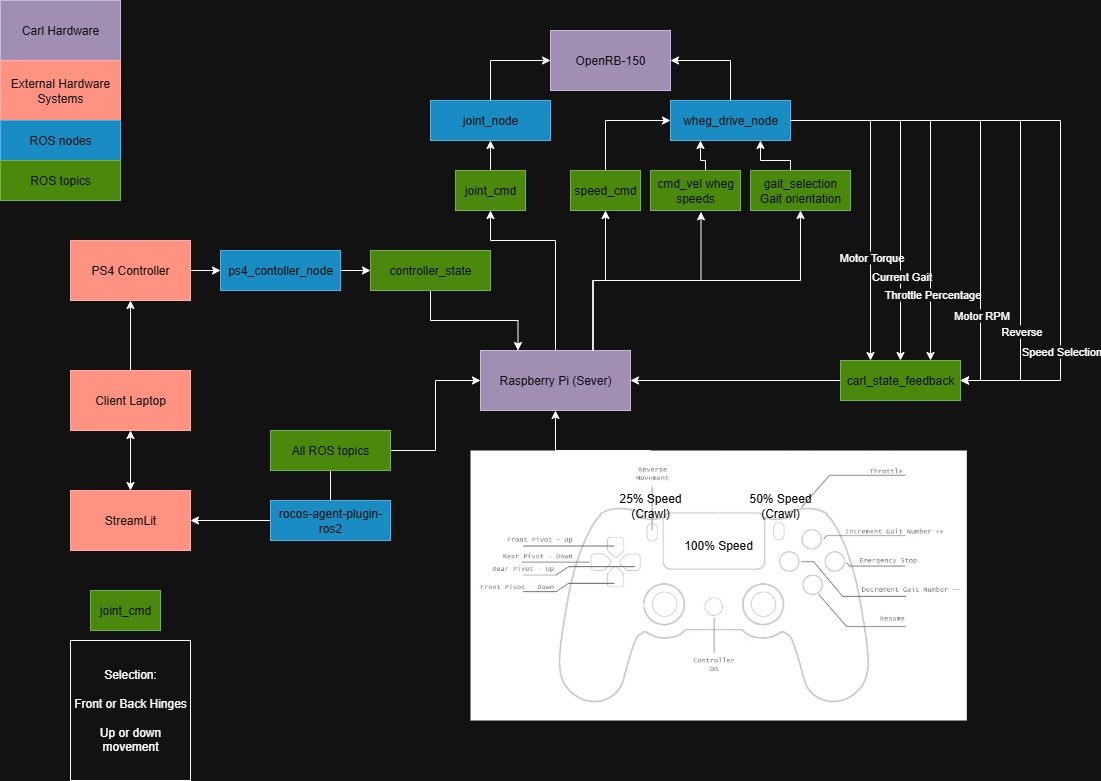 Carl Hardware
External Hardware
Systems
ROS nodes
ROS topics
OpenRB-150
joint_node
wheg_drive_node
joint_cmd
speed_cmd
cmd_vel wheg
speeds
gait_selection
Gait orientation
PS4 Controller
ps4_contoller_node
controller_state
Motor Torque
Current Gait
Throttle Percentage
Motor RPM
Reverse
Speed Selection
Client Laptop
Raspberry Pi (Sever)
carl_state_feedback
All ROS topics
StreamLit
rocos-agent-plugin-
ros2
Reverse
Movment
Throttle
25% Speed
(Crawl)
50% Speed
(Crawl)
100% Speed
Front Pivot - Up
Rear Pivot - Down
Rear Pivot - Up
Front Pivot - Down
Increment Gait Number ++
Emergency Stop
Decrement Gait Number --
Resume
Controller
On
joint_cmd
Selection:
Front or Back Hinges
Up or down
movement